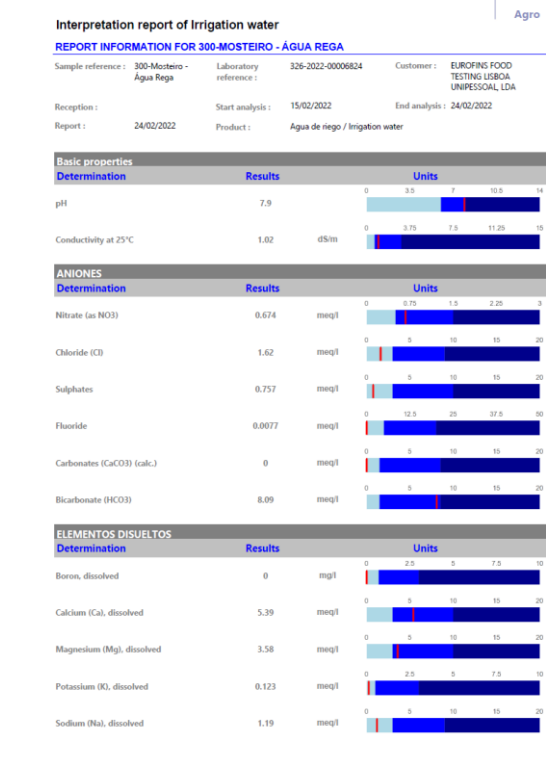 Agro
Interpretation report of Irrigation water
REPORT INFORMATION FOR 300-MOSTEIRO - ÁGUA REGA
Sample reference : 300-Mosteiro - Água Rega Laboratory reference : 326-2022-00006824 Customer : EUROFINS FOOD TESTING LISBOA UNIPESSOAL, LDA
Reception : Start analysis : 15/02/2022 End analysis : 24/02/2022
Report : 24/02/2022 Product : Agua de riego / Irrigation water
Basic properties
Determination Results Units
0 3.5 7 10.5 14
pH 7.9
0 3.75 7.5 11.25 15
Conductivity at 25°C 1.02 dS/m
ANIONES
Determination Results Units
0 0.75 1.5 2.25 3
Nitrate (as NO3) 0.674 meq/l
0 5 10 15 20
Chloride (Cl) 1.62 meq/l
0 5 10 15 20
Sulphates 0.757 meq/l
0 12.5 25 37.5 50
Fluoride 0.0077 meq/l
0 5 10 15 20
Carbonates (CaCO3) (calc.) 0 meq/l
0 5 10 15 20
Bicarbonate (HCO3) 8.09 meq/l
ELEMENTOS DISUELTOS
Determination Results Units
0 2.5 5 7.5 10
Boron, dissolved 0 mg/l
0 5 10 15 20
Calcium (Ca), dissolved 5.39 meq/l
0 5 10 15 20
Magnesium (Mg), dissolved 3.58 meq/l
0 2.5 5 7.5 10
Potassium (K), dissolved 0.123 meq/l
0 5 10 15 20
Sodium (Na), dissolved 1.19 meq/l